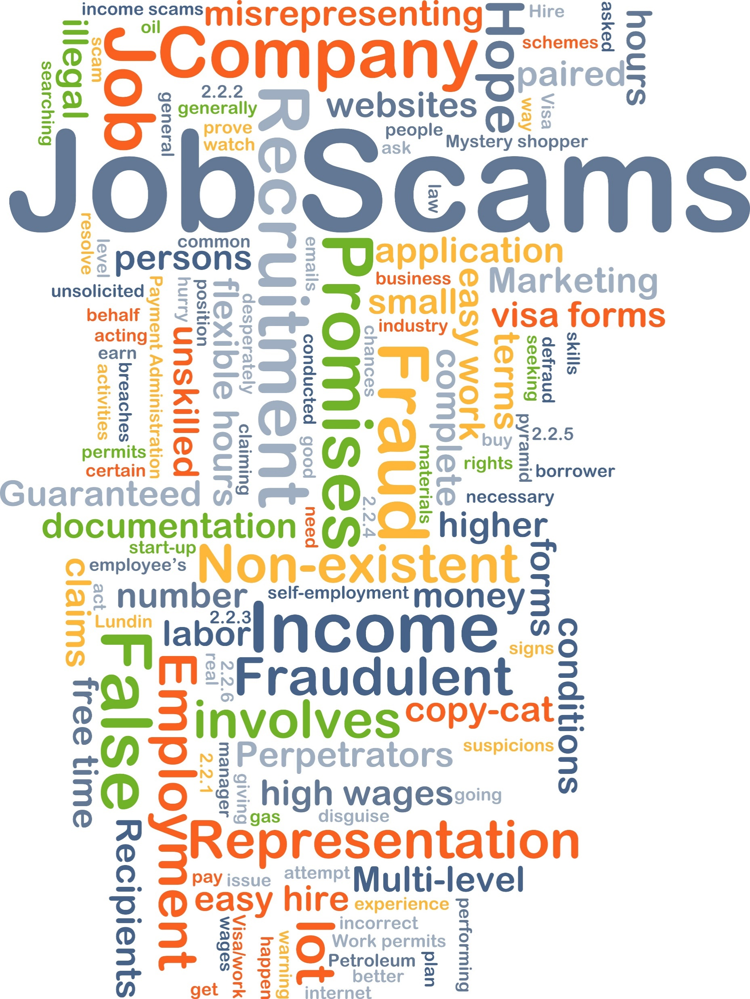 income scams
misrepresenting
Hope
Hire
asked
hours
oil
illegal
scam
searching
Job
Company
schemes
paired
2.2.2
general
generally
Recruitment
websites
way
Visa
prove
people
watch
ask
Mystery shopper
Job Scams
law
resolve
level
common
persons
emails
Promises
application
unsolicited
Payment Administration
hurry
position
flexible hours
desperately
business
easy work
Marketing
small
behalf
visa forms
acting
unskilled
conducted
chances
industry
terms
seeking
defraud
skills
earn
activities
breaches
Fraud
complete
claiming
good
materials
buy
pyramid
2.2.5
permits
rights
certain
borrower
Guaranteed
necessary
documentation
need
2.2.4
higher
start-up
forms
claims
employee’s
Non-existent
act
number
self-employment
money
Lundin
2.2.3
labor
Income
conditions
False
signs
Employment
real
2.2.6
Fraudulent
free time
involves
copy-cat
2.2.1
manager
Perpetrators
suspicions
giving
high wages
going
gas
disguise
Recipients
Representation
pay
issue
attempt
Multi-level
easy hire
experience
performing
wages
Visa/work
happen
warning
lot
incorrect
Work permits
Petroleum
plan
better
get
internet